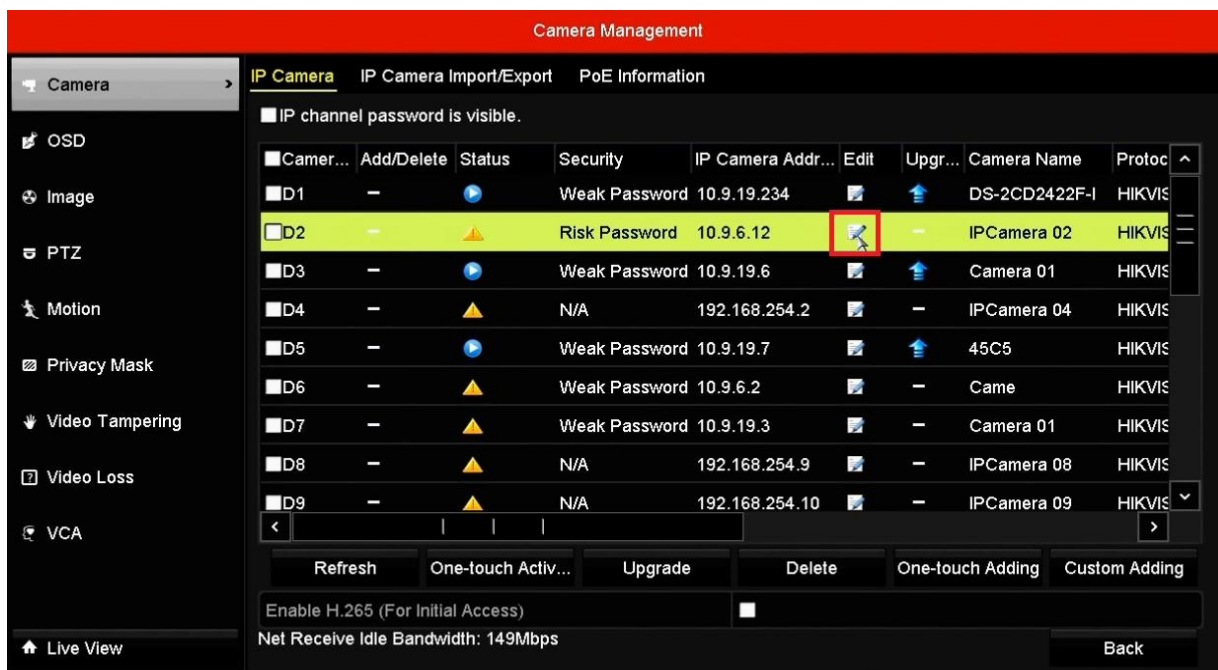 Camera Management
Camera
OSD
Image
PTZ
Motion
Privacy Mask
Video Tampering
Video Loss
VCA
Live View
IP Camera IP Camera Import/Export PoE Information
IP channel password is visible.
Camer... Add/Delete Status Security IP Camera Addr... Edit Upgr... Camera Name Protoc
D1 Weak Password 10.9.19.234 DS-2CD2422F-I HIKVIS
D2 Risk Password 10.9.6.12 IPCamera 02 HIKVIS
D3 Weak Password 10.9.19.6 Camera 01 HIKVIS
D4 N/A 192.168.254.2 IPCamera 04 HIKVIS
D5 Weak Password 10.9.19.7 45C5 HIKVIS
D6 Weak Password 10.9.6.2 Came HIKVIS
D7 Weak Password 10.9.19.3 Camera 01 HIKVIS
D8 N/A 192.168.254.9 IPCamera 08 HIKVIS
D9 N/A 192.168.254.10 IPCamera 09 HIKVIS
Refresh One-touch Activ... Upgrade Delete One-touch Adding Custom Adding
Enable H.265 (For Initial Access)
Net Receive Idle Bandwidth: 149Mbps
Back